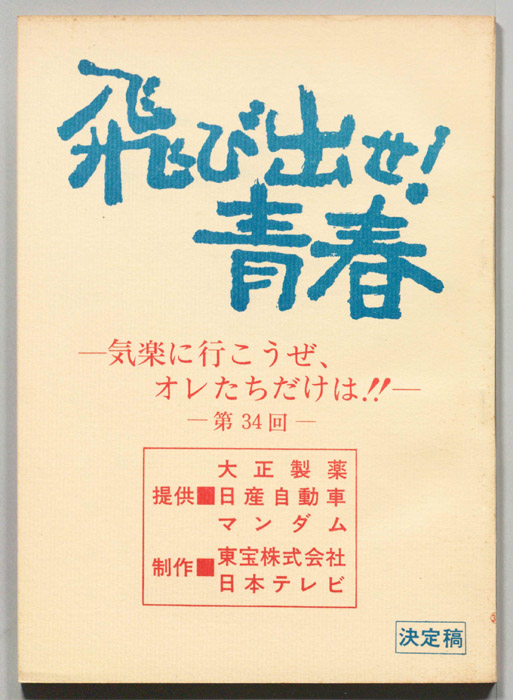 飛び出せ!
青春
—気楽に行こうぜ、
オレたちだけは!!—
—第34回—
提供■大正製薬
日産自動車
マンダム
制作■東宝株式会社
日本テレビ
決定稿